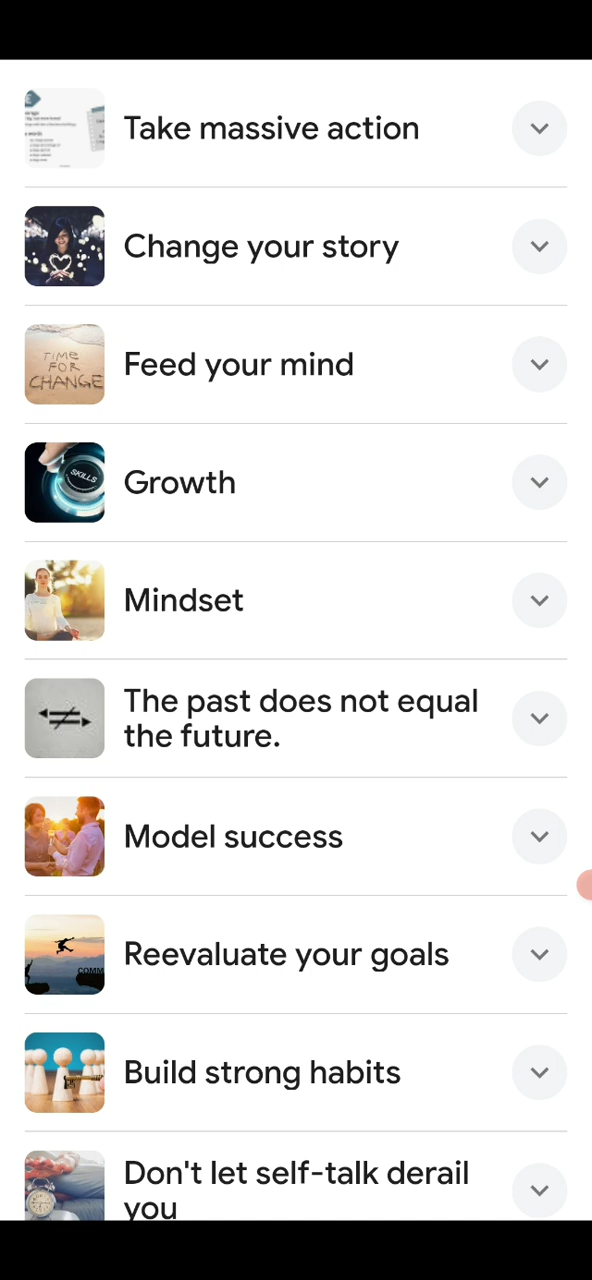 Take massive action
Change your story
TIME
FOR
CHANGE
Feed your mind
SKILLS
Growth
Mindset
The past does not equal
the future.
Model success
COMM
Reevaluate your goals
Build strong habits
Don't let self-talk derail
you